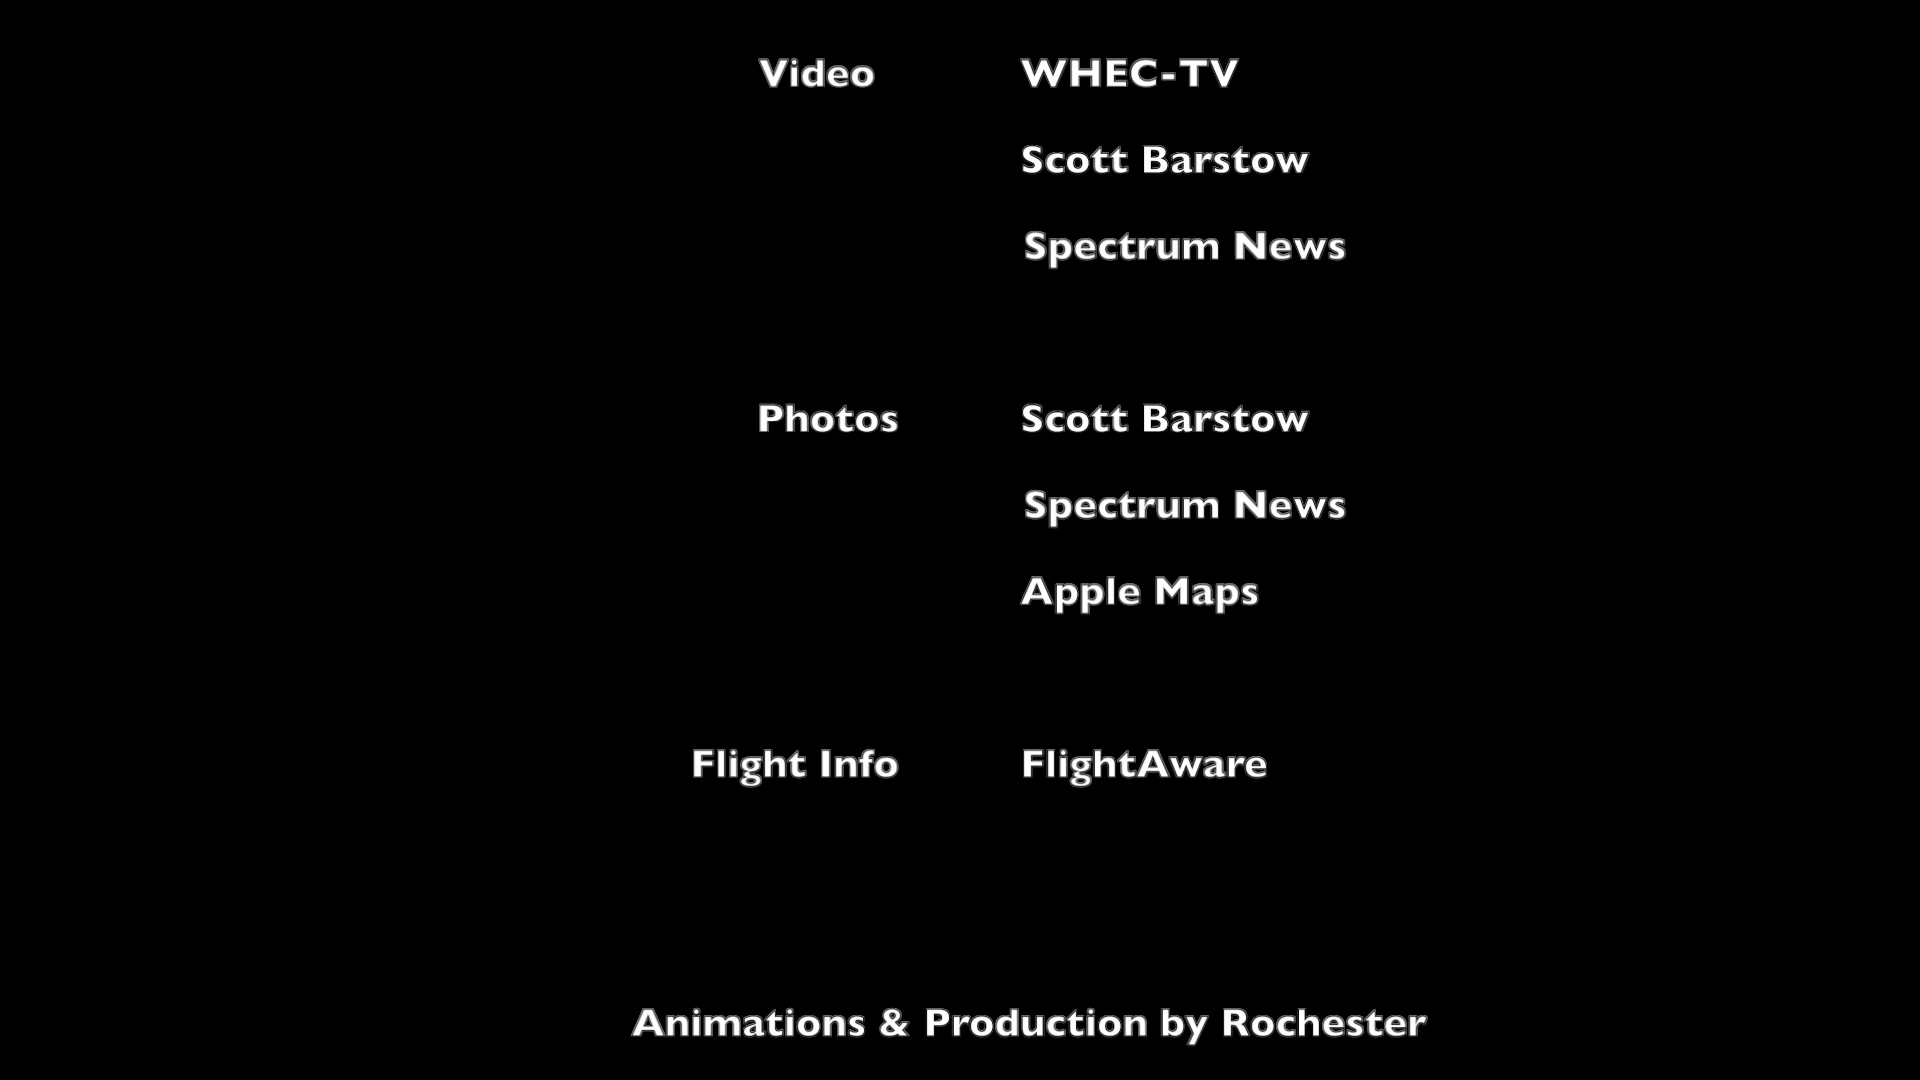 Video WHEC-TV
Scott Barstow
Spectrum News
Photos Scott Barstow
Spectrum News
Apple Maps
Flight Info FlightAware
Animations & Production by Rochester